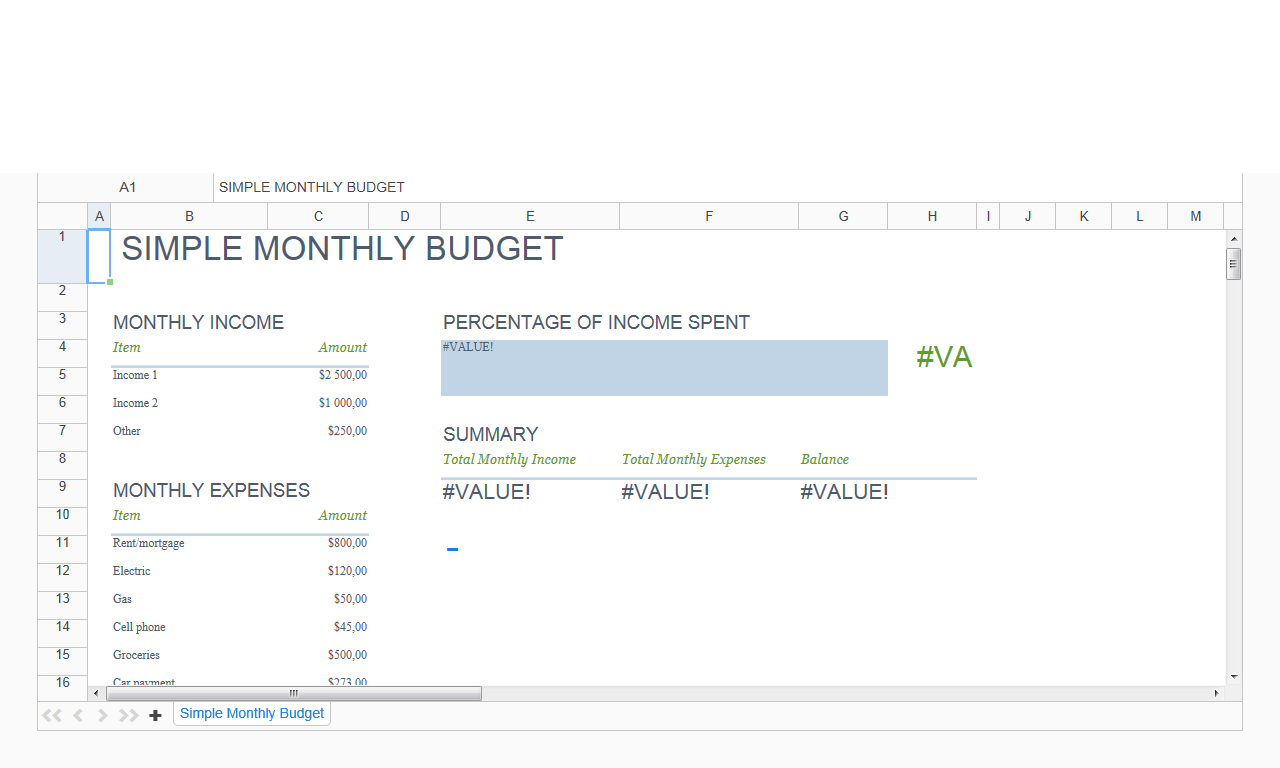 A1 SIMPLE MONTHLY BUDGET
A B C D E F G H I J K L M
1 SIMPLE MONTHLY BUDGET
2
3 MONTHLY INCOME PERCENTAGE OF INCOME SPENT
4 Item Amount #VALUE! #VA
5 Income 1 $2 500,00
6 Income 2 $1 000,00
7 Other $250,00 SUMMARY
8 Total Monthly Income Total Monthly Expenses Balance
9 MONTHLY EXPENSES #VALUE! #VALUE! #VALUE!
10 Item Amount
11 Rent/mortgage $800,00
12 Electric $120,00
13 Gas $50,00
14 Cell phone $45,00
15 Groceries $500,00
16 Car payment $273,00
Simple Monthly Budget